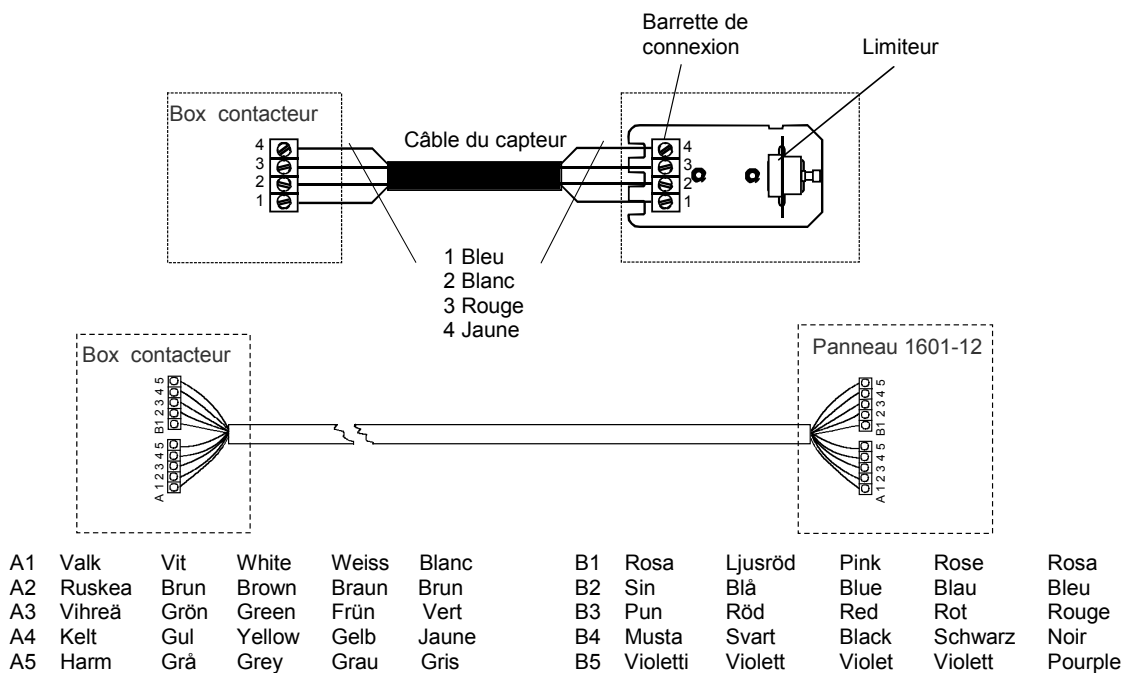 Barrette de
connexion
Limiteur
Box contacteur
Câble du capteur
4
3
2
1
4
3
2
1
1 Bleu
2 Blanc
3 Rouge
4 Jaune
Box contacteur
Panneau 1601-12
B1 2 3 4 5
A 1 2 3 4 5
B1 2 3 4 5
A 1 2 3 4 5
A1 Valk Vit White Weiss Blanc B1 Rosa Ljusröd Pink Rose Rosa
A2 Ruskea Brun Brown Braun Brun B2 Sin Blå Blue Blau Bleu
A3 Vihreä Grön Green Frün Vert B3 Pun Röd Red Rot Rouge
A4 Kelt Gul Yellow Gelb Jaune B4 Musta Svart Black Schwarz Noir
A5 Harm Grå Grey Grau Gris B5 Violetti Violett Violet Violett Pourple